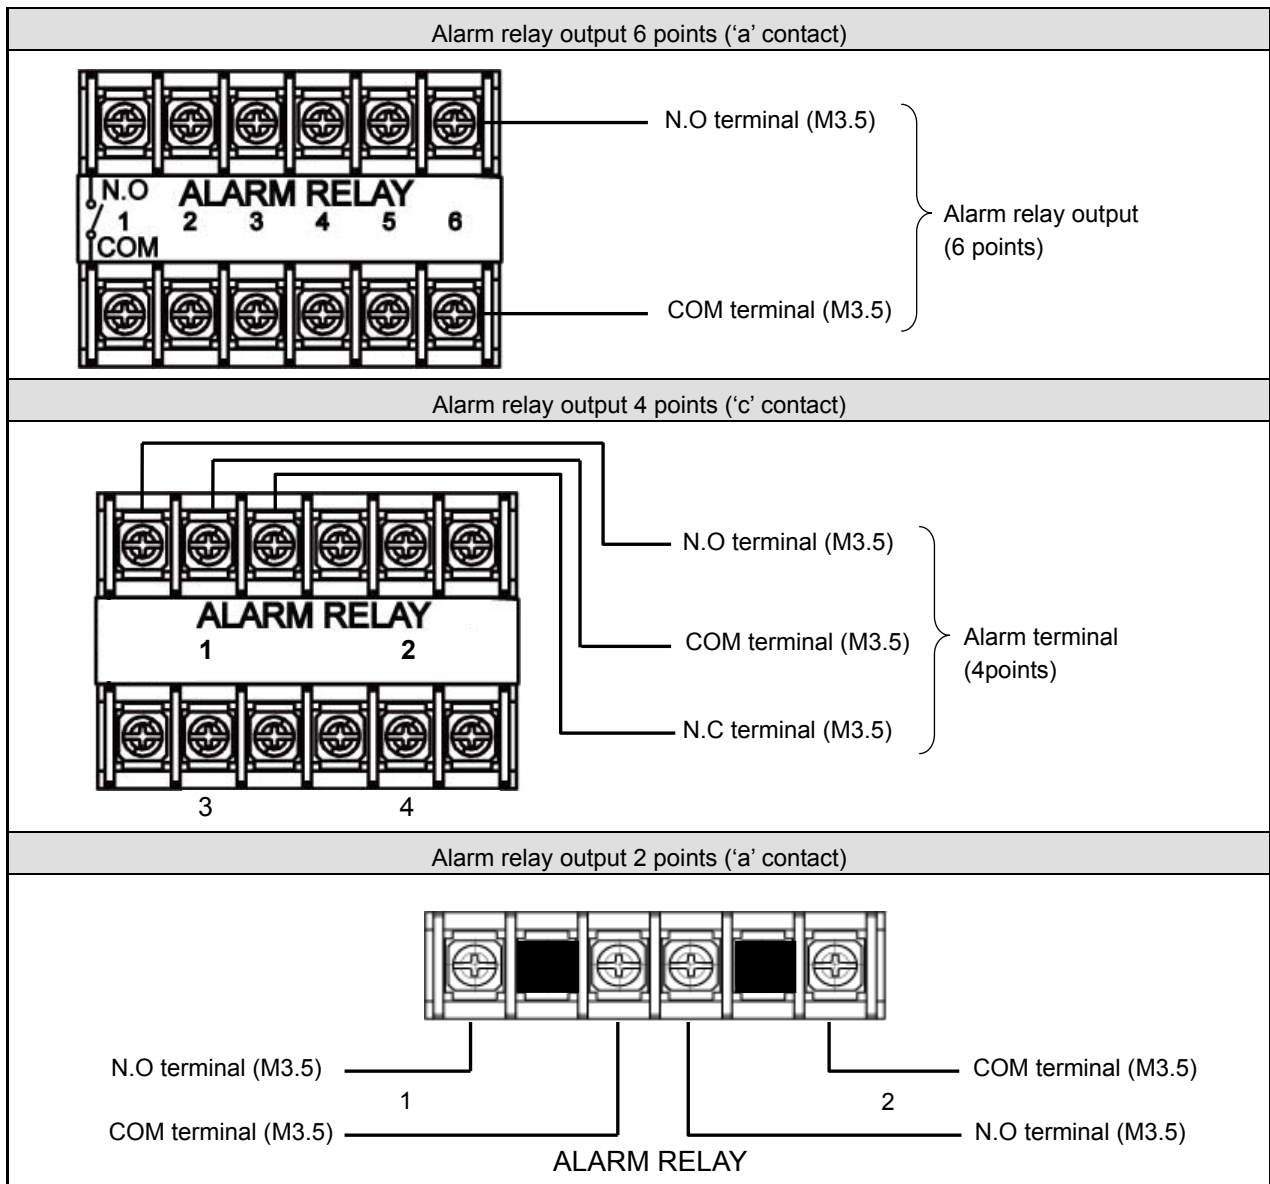 Alarm relay output 6 points (‘a’ contact)
N.O terminal (M3.5)
N.O ALARM RELAY
1 2 3 4 5 6
COM
Alarm relay output
(6 points)
COM terminal (M3.5)
Alarm relay output 4 points (‘c’ contact)
N.O terminal (M3.5)
ALARM RELAY
1 2
COM terminal (M3.5)
Alarm terminal
(4points)
N.C terminal (M3.5)
3 4
Alarm relay output 2 points (‘a’ contact)
N.O terminal (M3.5)
COM terminal (M3.5)
1 2
COM terminal (M3.5)
N.O terminal (M3.5)
ALARM RELAY